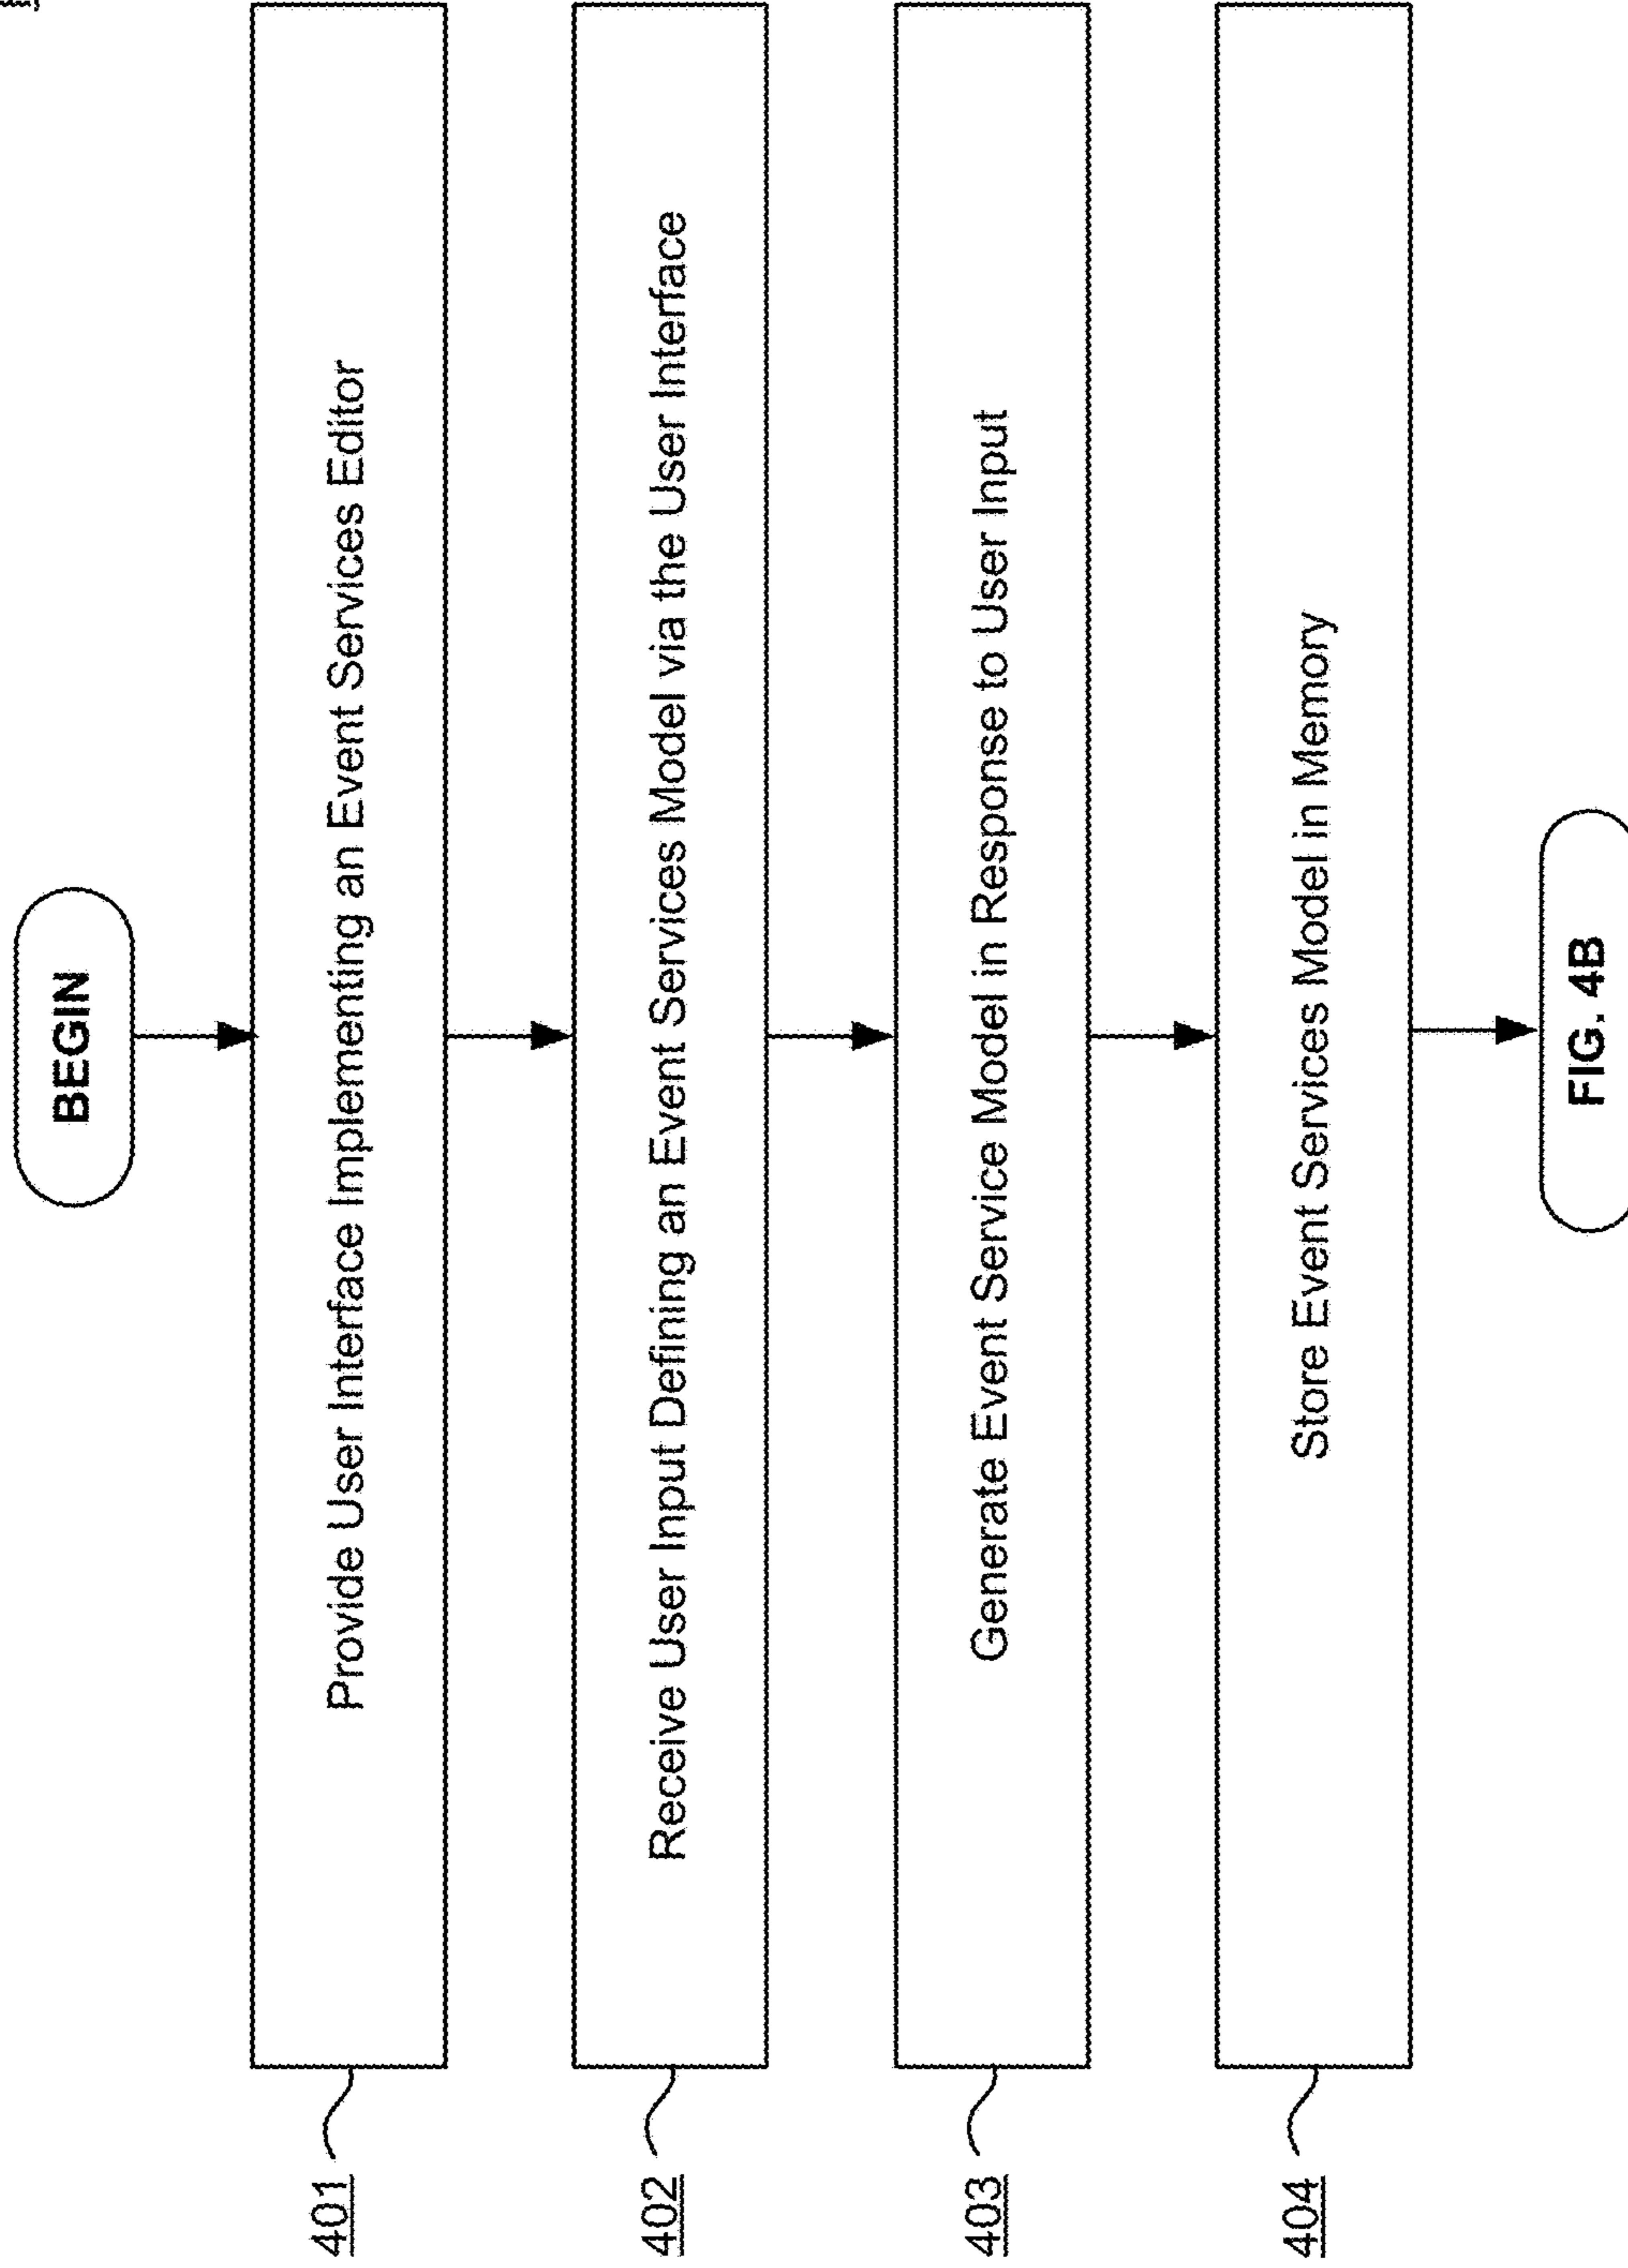 BEGIN
401
Provide User Interface Implementing an Event Services Editor
402
Receive User Input Defining an Event Services Model via the User Interface
403
Generate Event Service Model in Response to User Input
404
Store Event Services Model in Memory
FIG. 4B